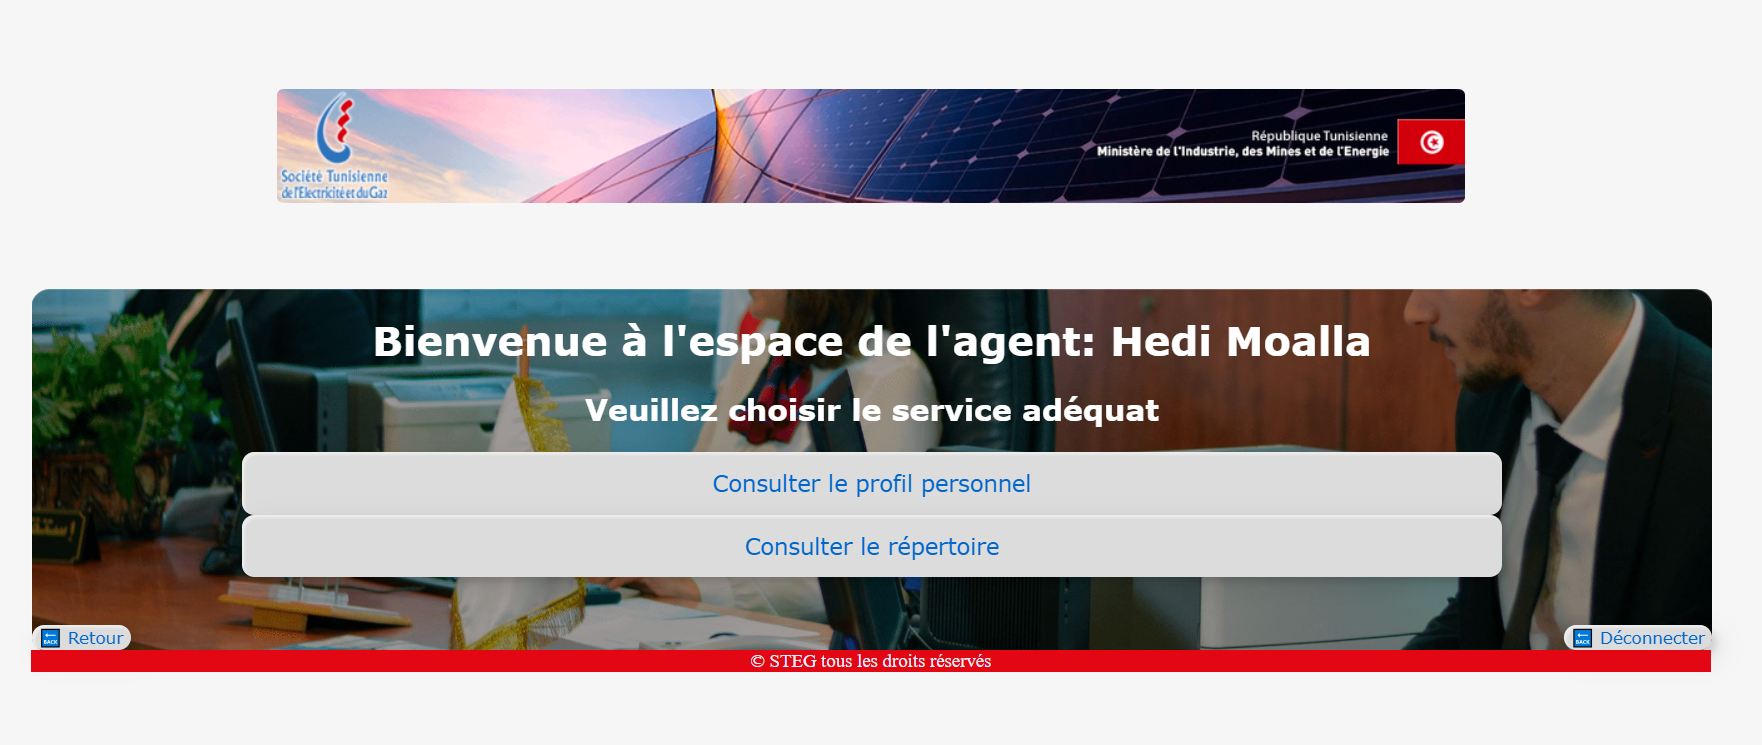 Société Tunisienne
de l'Electricité et du Gaz
République Tunisienne
Ministère de l'Industrie, des Mines et de l'Energie
Bienvenue à l'espace de l'agent: Hedi Moalla
Veuillez choisir le service adéquat
Consulter le profil personnel
Consulter le répertoire
BACK Retour
BACK Déconnecter
© STEG tous les droits réservés